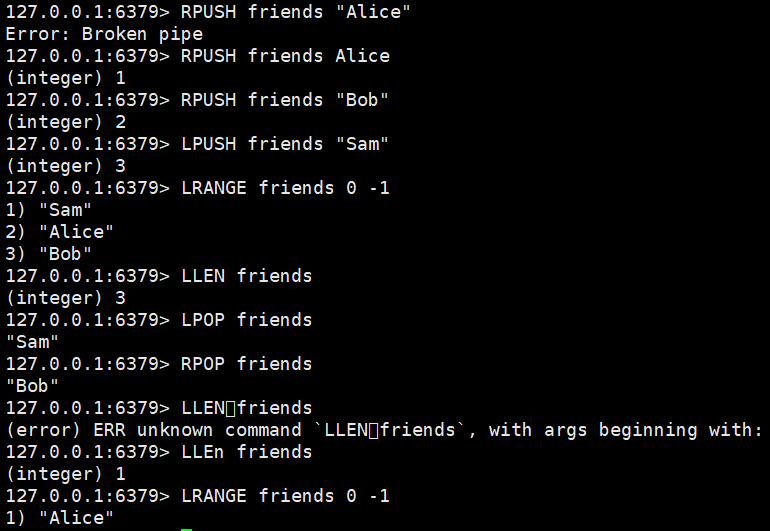 127.0.0.1:6379> RPUSH friends "Alice"
Error: Broken pipe
127.0.0.1:6379> RPUSH friends Alice
(integer) 1
127.0.0.1:6379> RPUSH friends "Bob"
(integer) 2
127.0.0.1:6379> LPUSH friends "Sam"
(integer) 3
127.0.0.1:6379> LRANGE friends 0 -1
1) "Sam"
2) "Alice"
3) "Bob"
127.0.0.1:6379> LLEN friends
(integer) 3
127.0.0.1:6379> LPOP friends
"Sam"
127.0.0.1:6379> RPOP friends
"Bob"
127.0.0.1:6379> LLEN▯friends
(error) ERR unknown command `LLEN▯friends`, with args beginning with:
127.0.0.1:6379> LLEn friends
(integer) 1
127.0.0.1:6379> LRANGE friends 0 -1
1) "Alice"